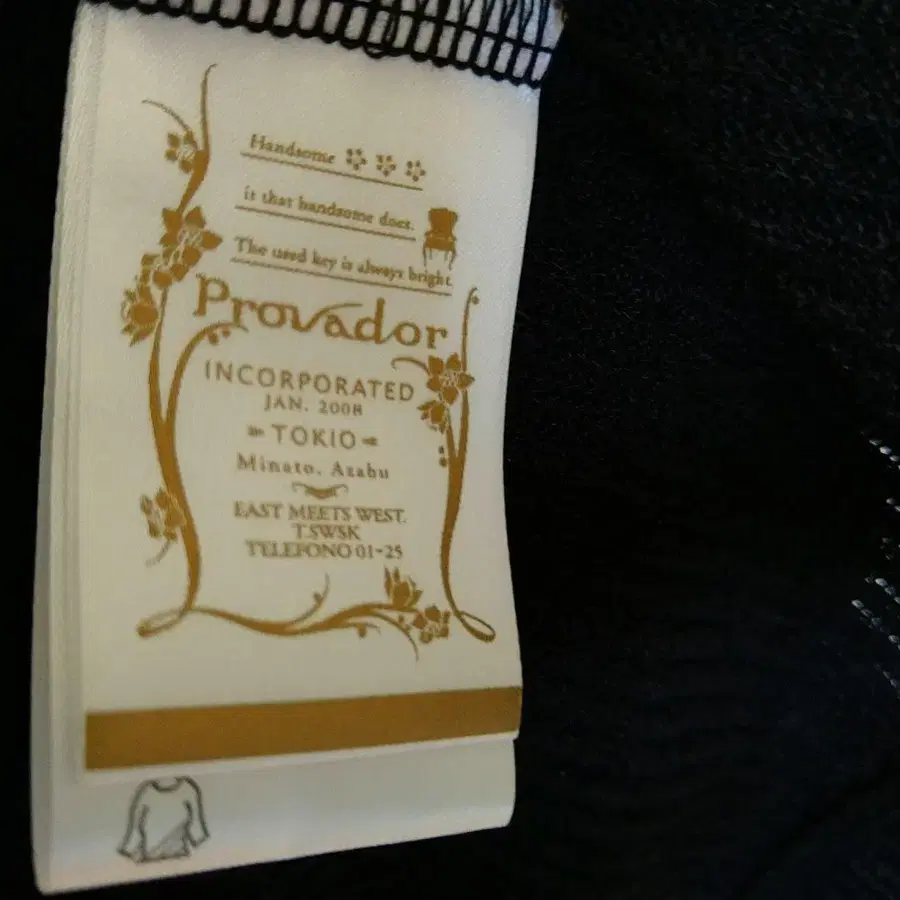 Handsome
is that handsome does.
The used key is always bright.
Provador
INCORPORATED
JAN. 2008
TOKIO
Minato. Azabu
EAST MEETS WEST.
T.SWSK
TELEFONO 01-25